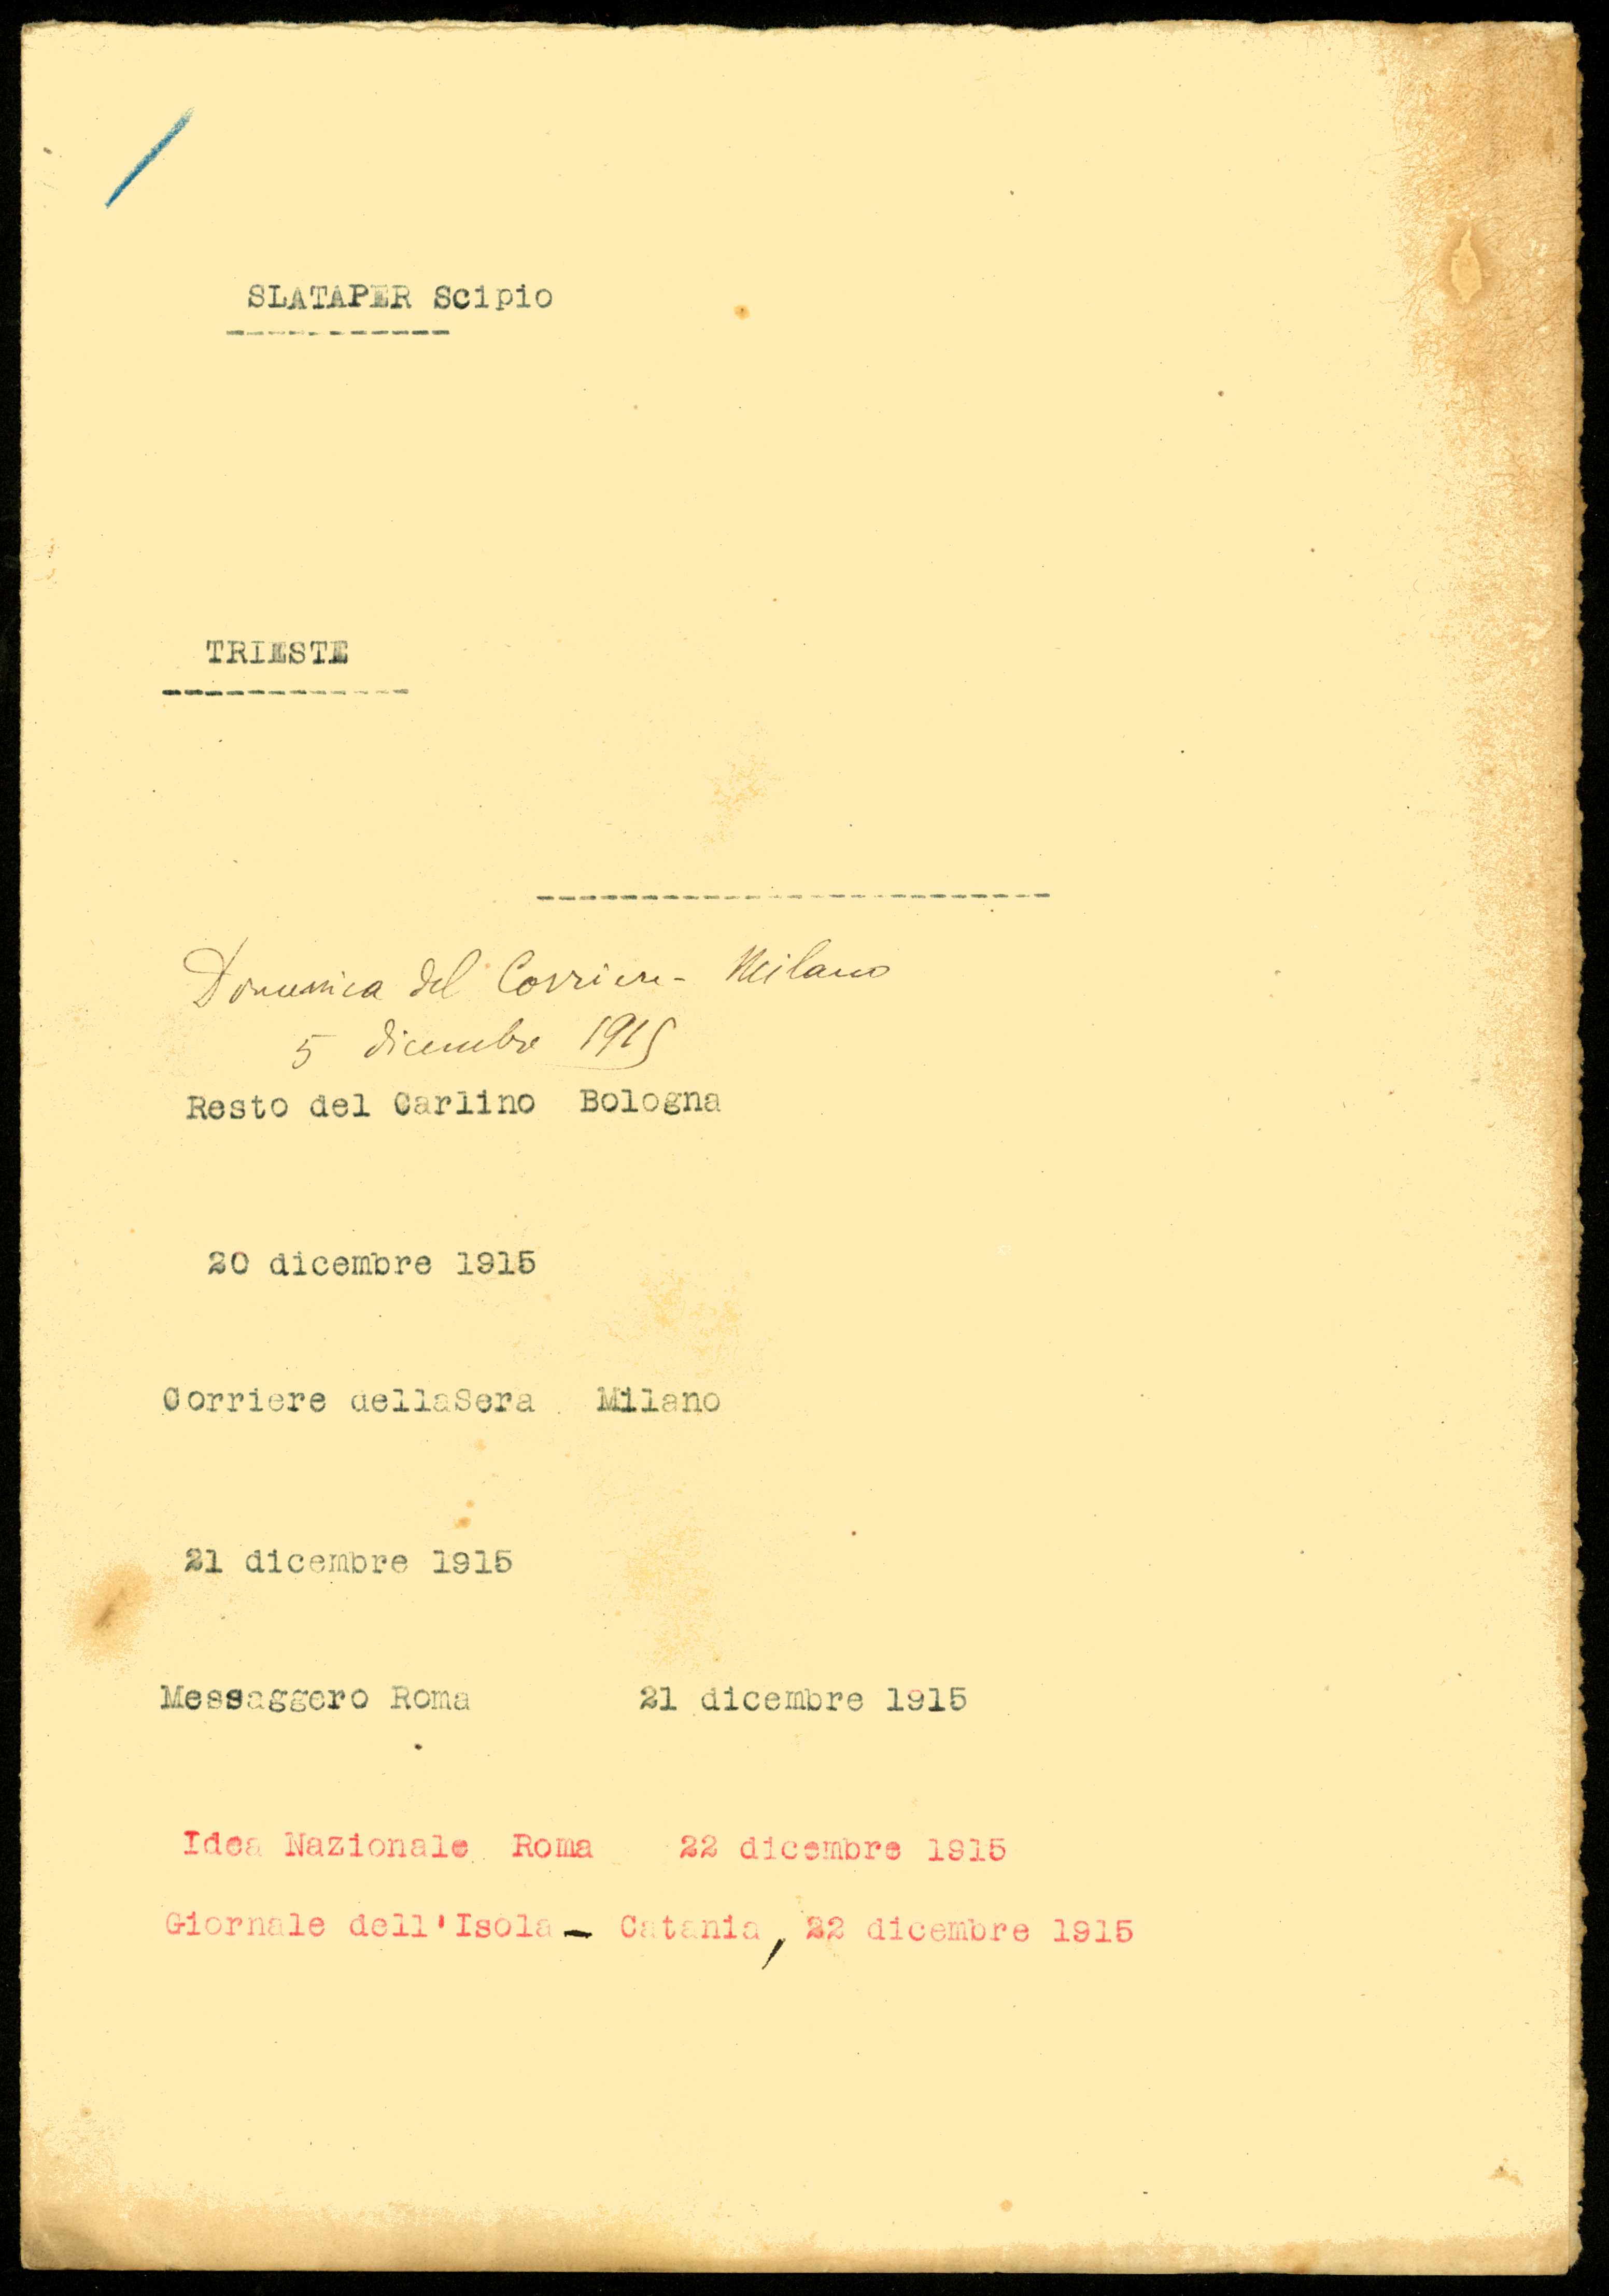 SLATAPER Scipio
TRIESTE
Domenica del Corriere - Milano
5 dicembre 1915
Resto del Carlino Bologna
20 dicembre 1915
Corriere dellaSera Milano
21 dicembre 1915
Messaggero Roma 21 dicembre 1915
Idea Nazionale Roma 22 dicembre 1915
Giornale dell'Isola - Catania, 22 dicembre 1915